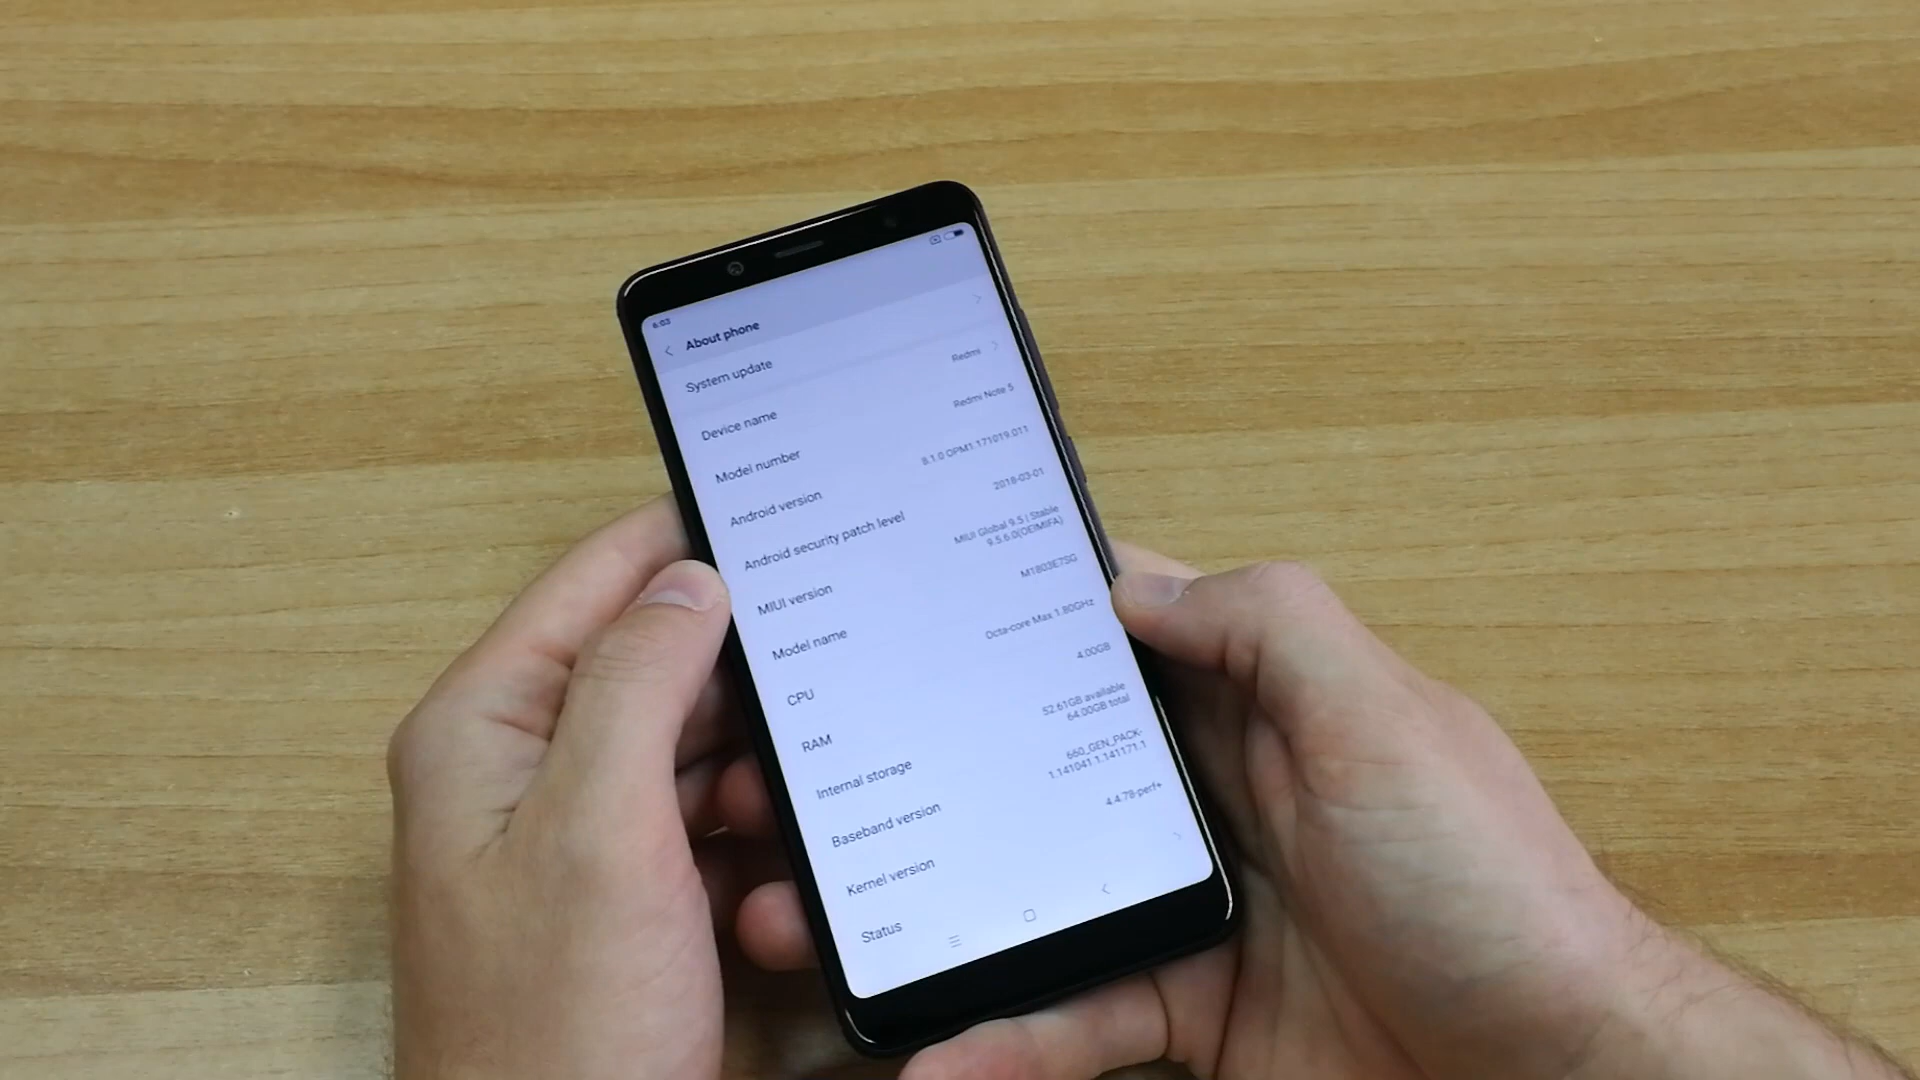 6:03
About phone
System update
Device name
Redmi
Model number
Redmi Note 5
Android version
8.1.0 OPM1.171019.011
Android security patch level
2018-03-01
MIUI version
MIUI Global 9.5 | Stable
9.5.6.0(OEIMIFA)
Model name
M1803E7SG
CPU
Octa-core Max 1.80GHz
RAM
4.00GB
Internal storage
52.61GB available
64.00GB total
Baseband version
660_GEN_PACK-
1.141041.1.141171.1
Kernel version
4.4.78-perf+
Status